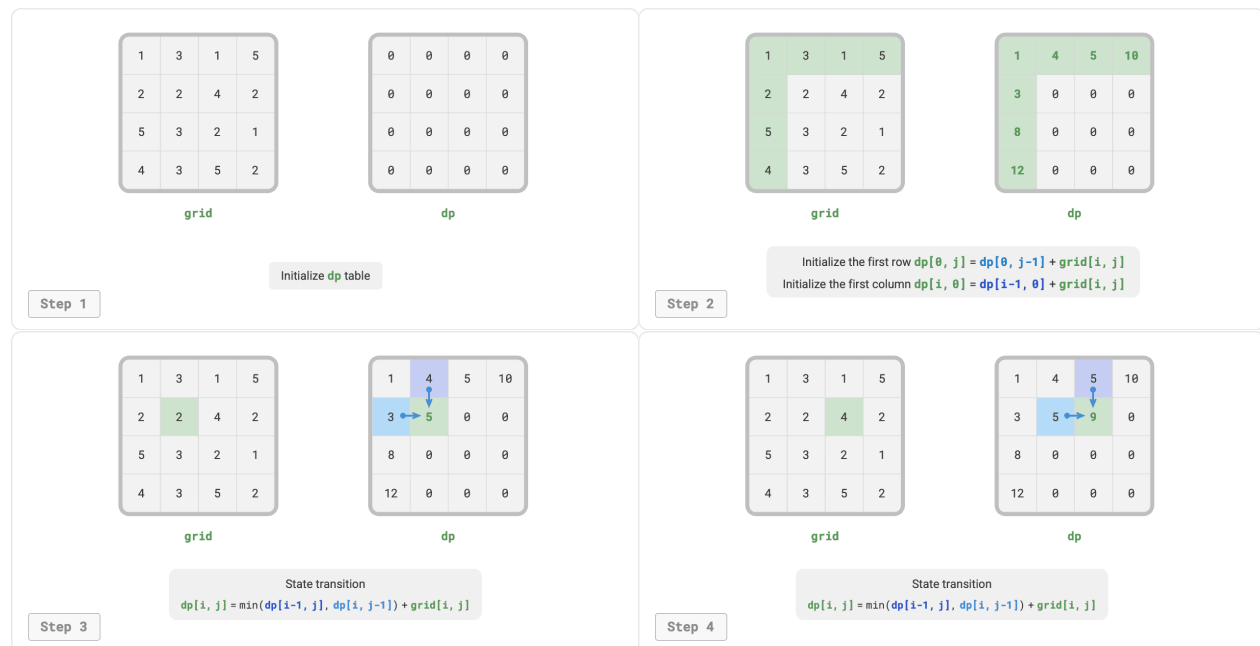 1 3 1 5 0 0 0 0
2 2 4 2 0 0 0 0
5 3 2 1 0 0 0 0
4 3 5 2 0 0 0 0
grid dp
Initialize dp table
Step 1
1 3 1 5 1 4 5 10
2 2 4 2 3 0 0 0
5 3 2 1 8 0 0 0
4 3 5 2 12 0 0 0
grid dp
Initialize the first row dp[0, j] = dp[0, j-1] + grid[i, j]
Initialize the first column dp[i, 0] = dp[i-1, 0] + grid[i, j]
Step 2
1 3 1 5 1 4 5 10
2 2 4 2 3 5 0 0
5 3 2 1 8 0 0 0
4 3 5 2 12 0 0 0
grid dp
State transition
dp[i, j] = min(dp[i-1, j], dp[i, j-1]) + grid[i, j]
Step 3
1 3 1 5 1 4 5 10
2 2 4 2 3 5 9 0
5 3 2 1 8 0 0 0
4 3 5 2 12 0 0 0
grid dp
State transition
dp[i, j] = min(dp[i-1, j], dp[i, j-1]) + grid[i, j]
Step 4